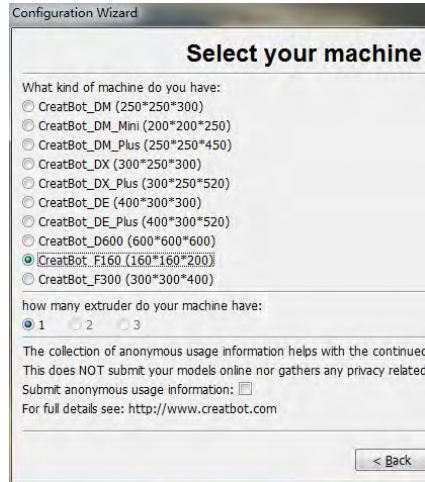 Configuration Wizard
Select your machine
What kind of machine do you have:
CreatBot_DM (250*250*300)
CreatBot_DM_Mini (200*200*250)
CreatBot_DM_Plus (250*250*450)
CreatBot_DX (300*250*300)
CreatBot_DX_Plus (300*250*520)
CreatBot_DE (400*300*300)
CreatBot_DE_Plus (400*300*520)
CreatBot_D600 (600*600*600)
CreatBot_F160 (160*160*200)
CreatBot_F300 (300*300*400)
how many extruder do your machine have:
1 2 3
The collection of anonymous usage information helps with the continued
This does NOT submit your models online nor gathers any privacy related
Submit anonymous usage information:
For full details see: http://www.creatbot.com
< Back